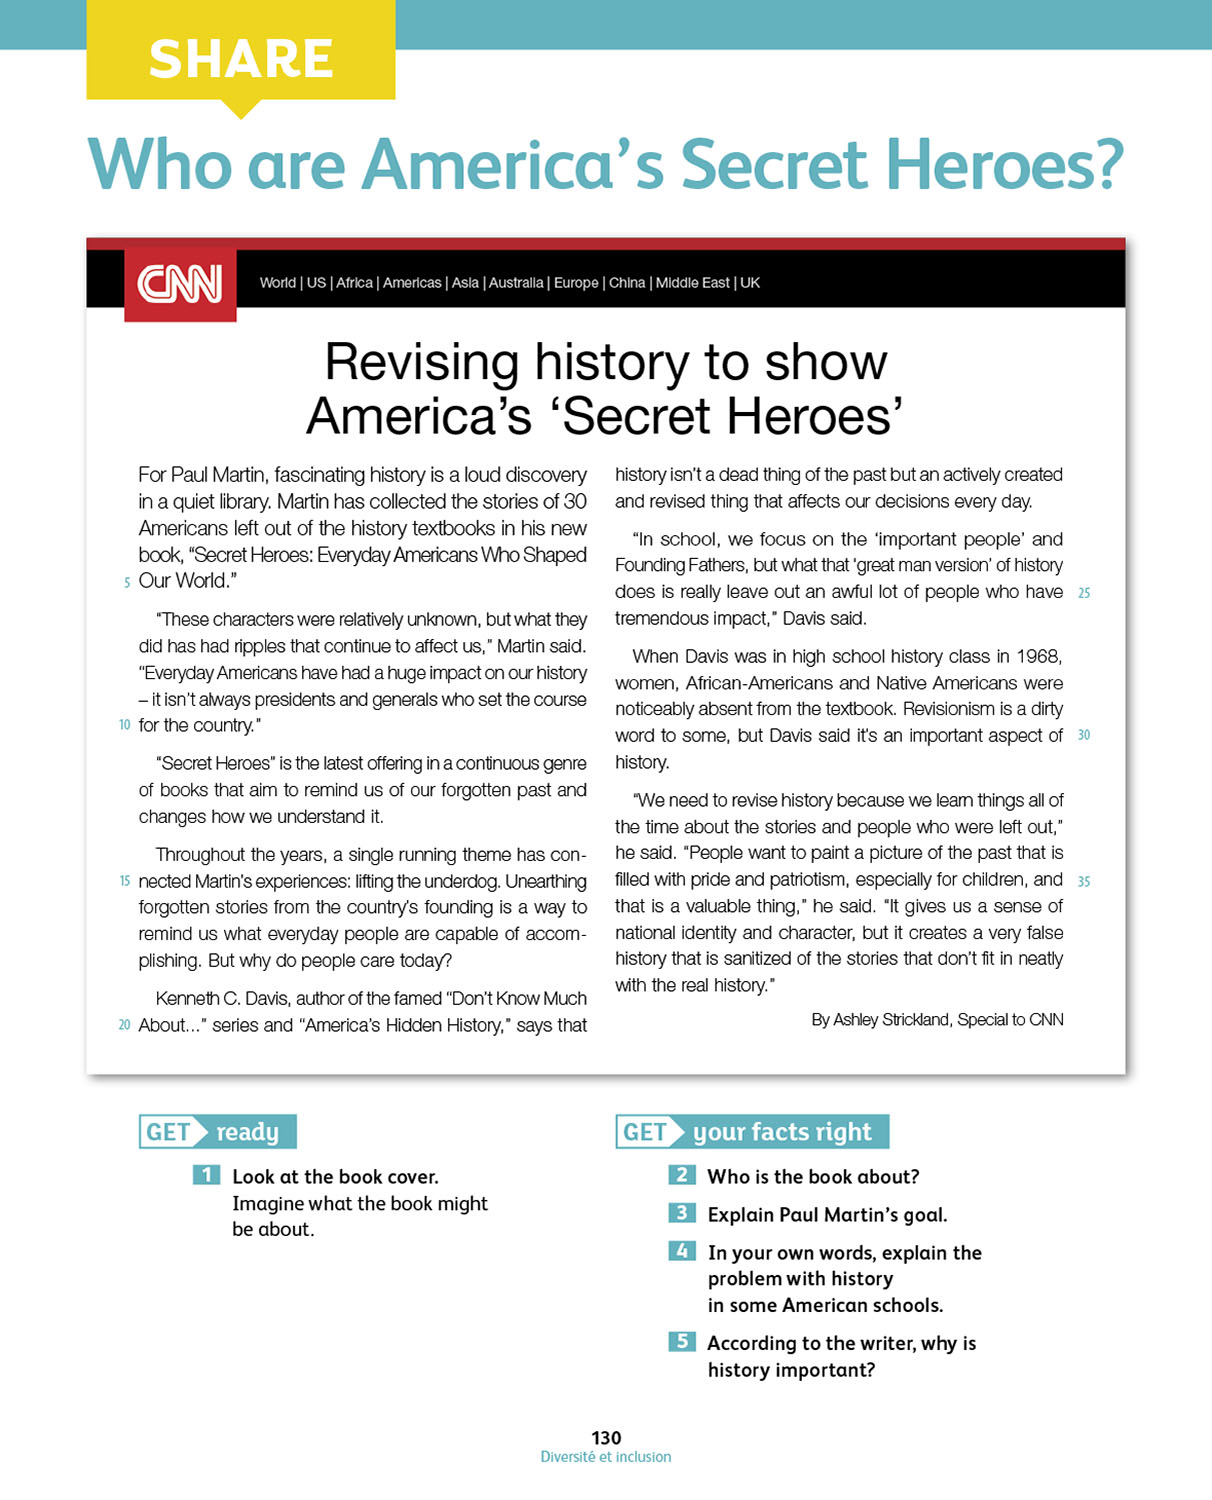 SHARE
Who are America's Secret Heroes?
CNN
World | US | Africa | Americas | Asia | Australia | Europe | China | Middle East | UK
Revising history to show
America's ‘Secret Heroes’
For Paul Martin, fascinating history is a loud discovery
in a quiet library. Martin has collected the stories of 30
Americans left out of the history textbooks in his new
book, “Secret Heroes: Everyday Americans Who Shaped
5 Our World.”
“These characters were relatively unknown, but what they
did has had ripples that continue to affect us,” Martin said.
“Everyday Americans have had a huge impact on our history
– it isn't always presidents and generals who set the course
10 for the country.”
“Secret Heroes” is the latest offering in a continuous genre
of books that aim to remind us of our forgotten past and
changes how we understand it.
Throughout the years, a single running theme has con-
15 nected Martin's experiences: lifting the underdog. Unearthing
forgotten stories from the country's founding is a way to
remind us what everyday people are capable of accom-
plishing. But why do people care today?
Kenneth C. Davis, author of the famed “Don't Know Much
20 About...” series and “America's Hidden History,” says that
history isn't a dead thing of the past but an actively created
and revised thing that affects our decisions every day.
“In school, we focus on the ‘important people’ and
Founding Fathers, but what that ‘great man version’ of history
does is really leave out an awful lot of people who have 25
tremendous impact,” Davis said.
When Davis was in high school history class in 1968,
women, African-Americans and Native Americans were
noticeably absent from the textbook. Revisionism is a dirty
word to some, but Davis said it's an important aspect of 30
history.
“We need to revise history because we learn things all of
the time about the stories and people who were left out,”
he said. “People want to paint a picture of the past that is
filled with pride and patriotism, especially for children, and 35
that is a valuable thing,” he said. “It gives us a sense of
national identity and character, but it creates a very false
history that is sanitized of the stories that don't fit in neatly
with the real history.”
By Ashley Strickland, Special to CNN
GET ready
1 Look at the book cover.
Imagine what the book might
be about.
GET your facts right
2 Who is the book about?
3 Explain Paul Martin's goal.
4 In your own words, explain the
problem with history
in some American schools.
5 According to the writer, why is
history important?
130
Diversité et inclusion